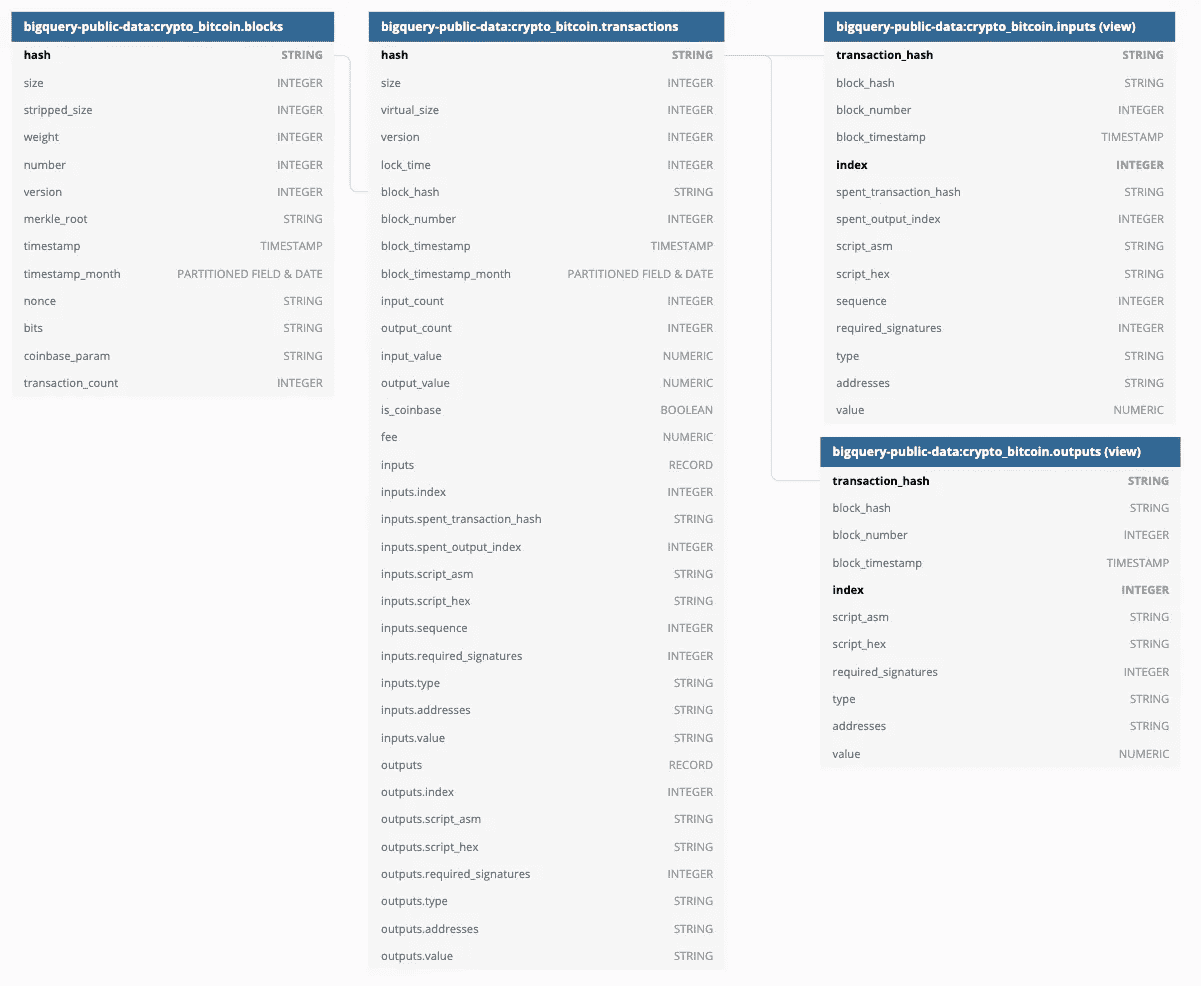 bigquery-public-data:crypto_bitcoin.blocks
hash STRING
size INTEGER
stripped_size INTEGER
weight INTEGER
number INTEGER
version INTEGER
merkle_root STRING
timestamp TIMESTAMP
timestamp_month PARTITIONED FIELD & DATE
nonce STRING
bits STRING
coinbase_param STRING
transaction_count INTEGER
bigquery-public-data:crypto_bitcoin.transactions
hash STRING
size INTEGER
virtual_size INTEGER
version INTEGER
lock_time INTEGER
block_hash STRING
block_number INTEGER
block_timestamp TIMESTAMP
block_timestamp_month PARTITIONED FIELD & DATE
input_count INTEGER
output_count INTEGER
input_value NUMERIC
output_value NUMERIC
is_coinbase BOOLEAN
fee NUMERIC
inputs RECORD
inputs.index INTEGER
inputs.spent_transaction_hash STRING
inputs.spent_output_index INTEGER
inputs.script_asm STRING
inputs.script_hex STRING
inputs.sequence INTEGER
inputs.required_signatures INTEGER
inputs.type STRING
inputs.addresses STRING
inputs.value STRING
outputs RECORD
outputs.index INTEGER
outputs.script_asm STRING
outputs.script_hex STRING
outputs.required_signatures INTEGER
outputs.type STRING
outputs.addresses STRING
outputs.value STRING
bigquery-public-data:crypto_bitcoin.inputs (view)
transaction_hash STRING
block_hash STRING
block_number INTEGER
block_timestamp TIMESTAMP
index INTEGER
spent_transaction_hash STRING
spent_output_index INTEGER
script_asm STRING
script_hex STRING
sequence INTEGER
required_signatures INTEGER
type STRING
addresses STRING
value NUMERIC
bigquery-public-data:crypto_bitcoin.outputs (view)
transaction_hash STRING
block_hash STRING
block_number INTEGER
block_timestamp TIMESTAMP
index INTEGER
script_asm STRING
script_hex STRING
required_signatures INTEGER
type STRING
addresses STRING
value NUMERIC